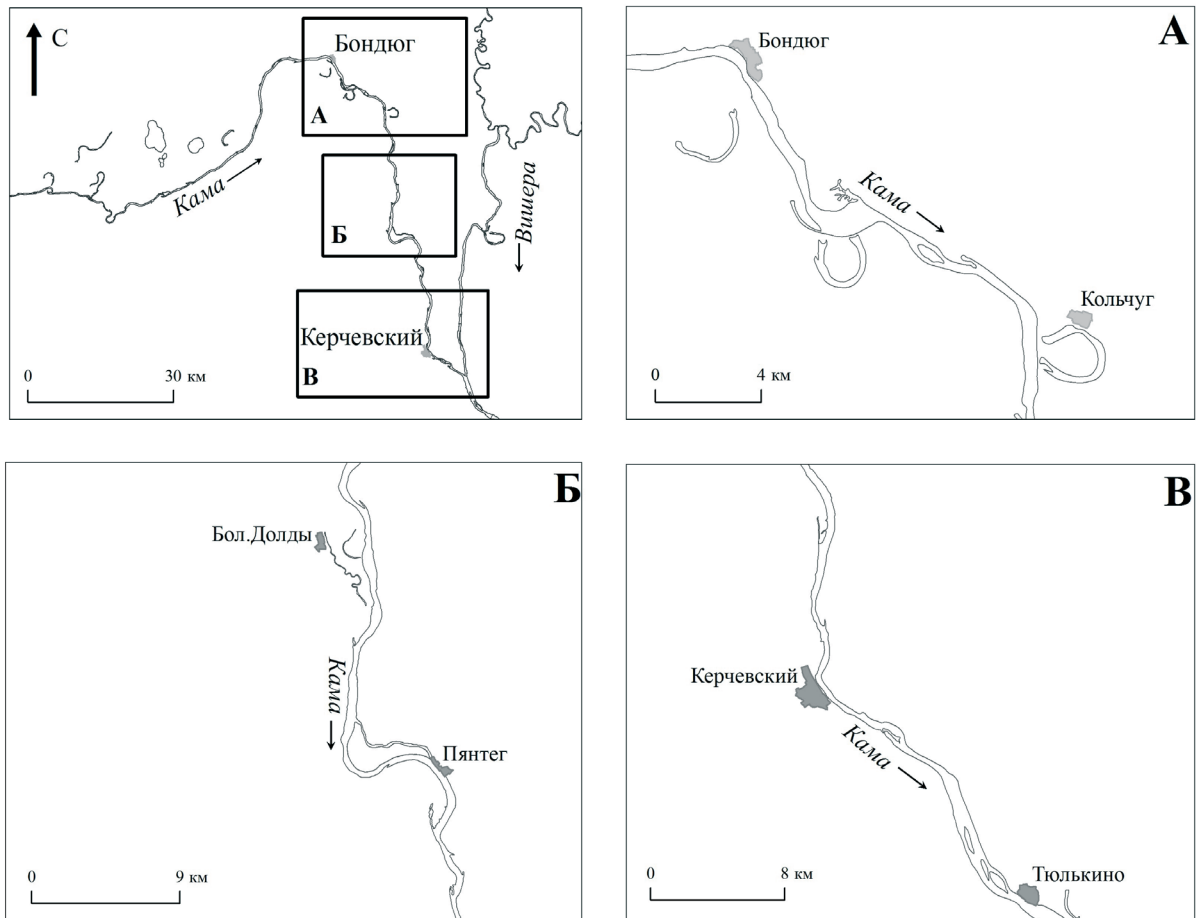 С
Бондюг
А
Кама
Вишера
Б
Керчевский
В
0 30 км
А
Бондюг
Кама
Кольчуг
0 4 км
Б
Бол.Долды
Кама
Пянтег
0 9 км
В
Керчевский
Кама
Тюлькино
0 8 км